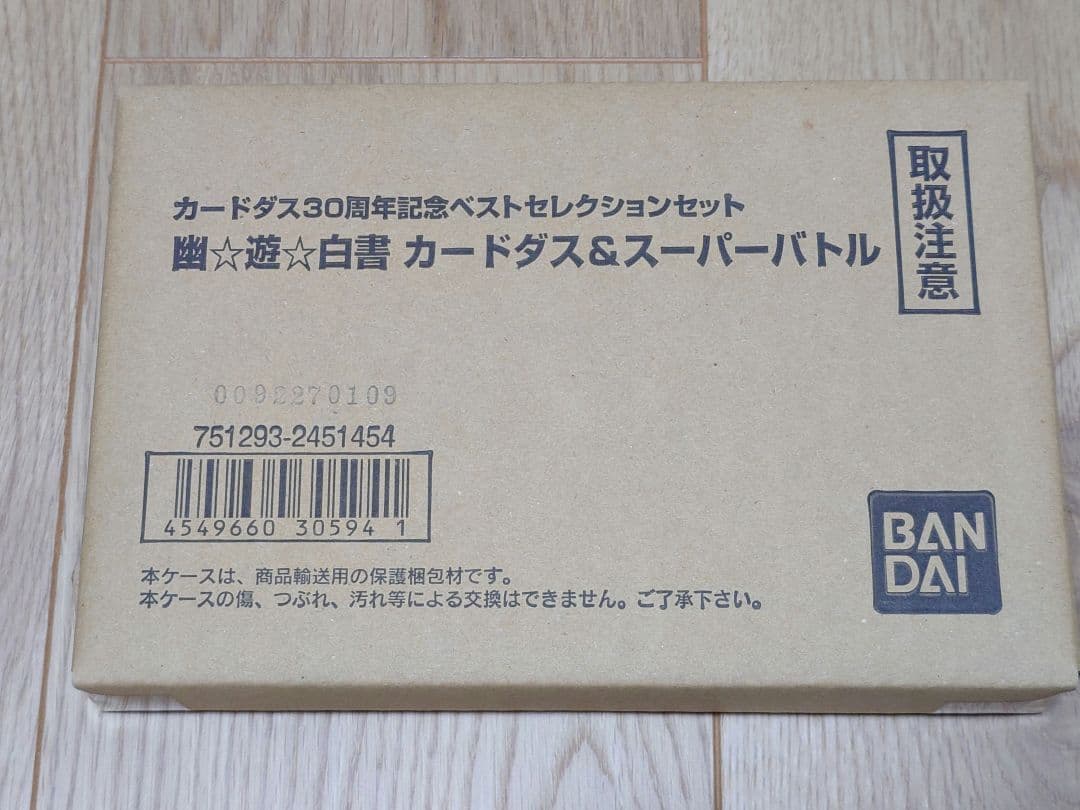 カードダス30周年記念ベストセレクションセット
幽☆遊☆白書 カードダス&スーパーバトル
取扱注意
0092270109
751293-2451454
4549660 30594 1
本ケースは、商品輸送用の保護梱包材です。
本ケースの傷、つぶれ、汚れ等による交換はできません。ご了承下さい。
BAN
DAI